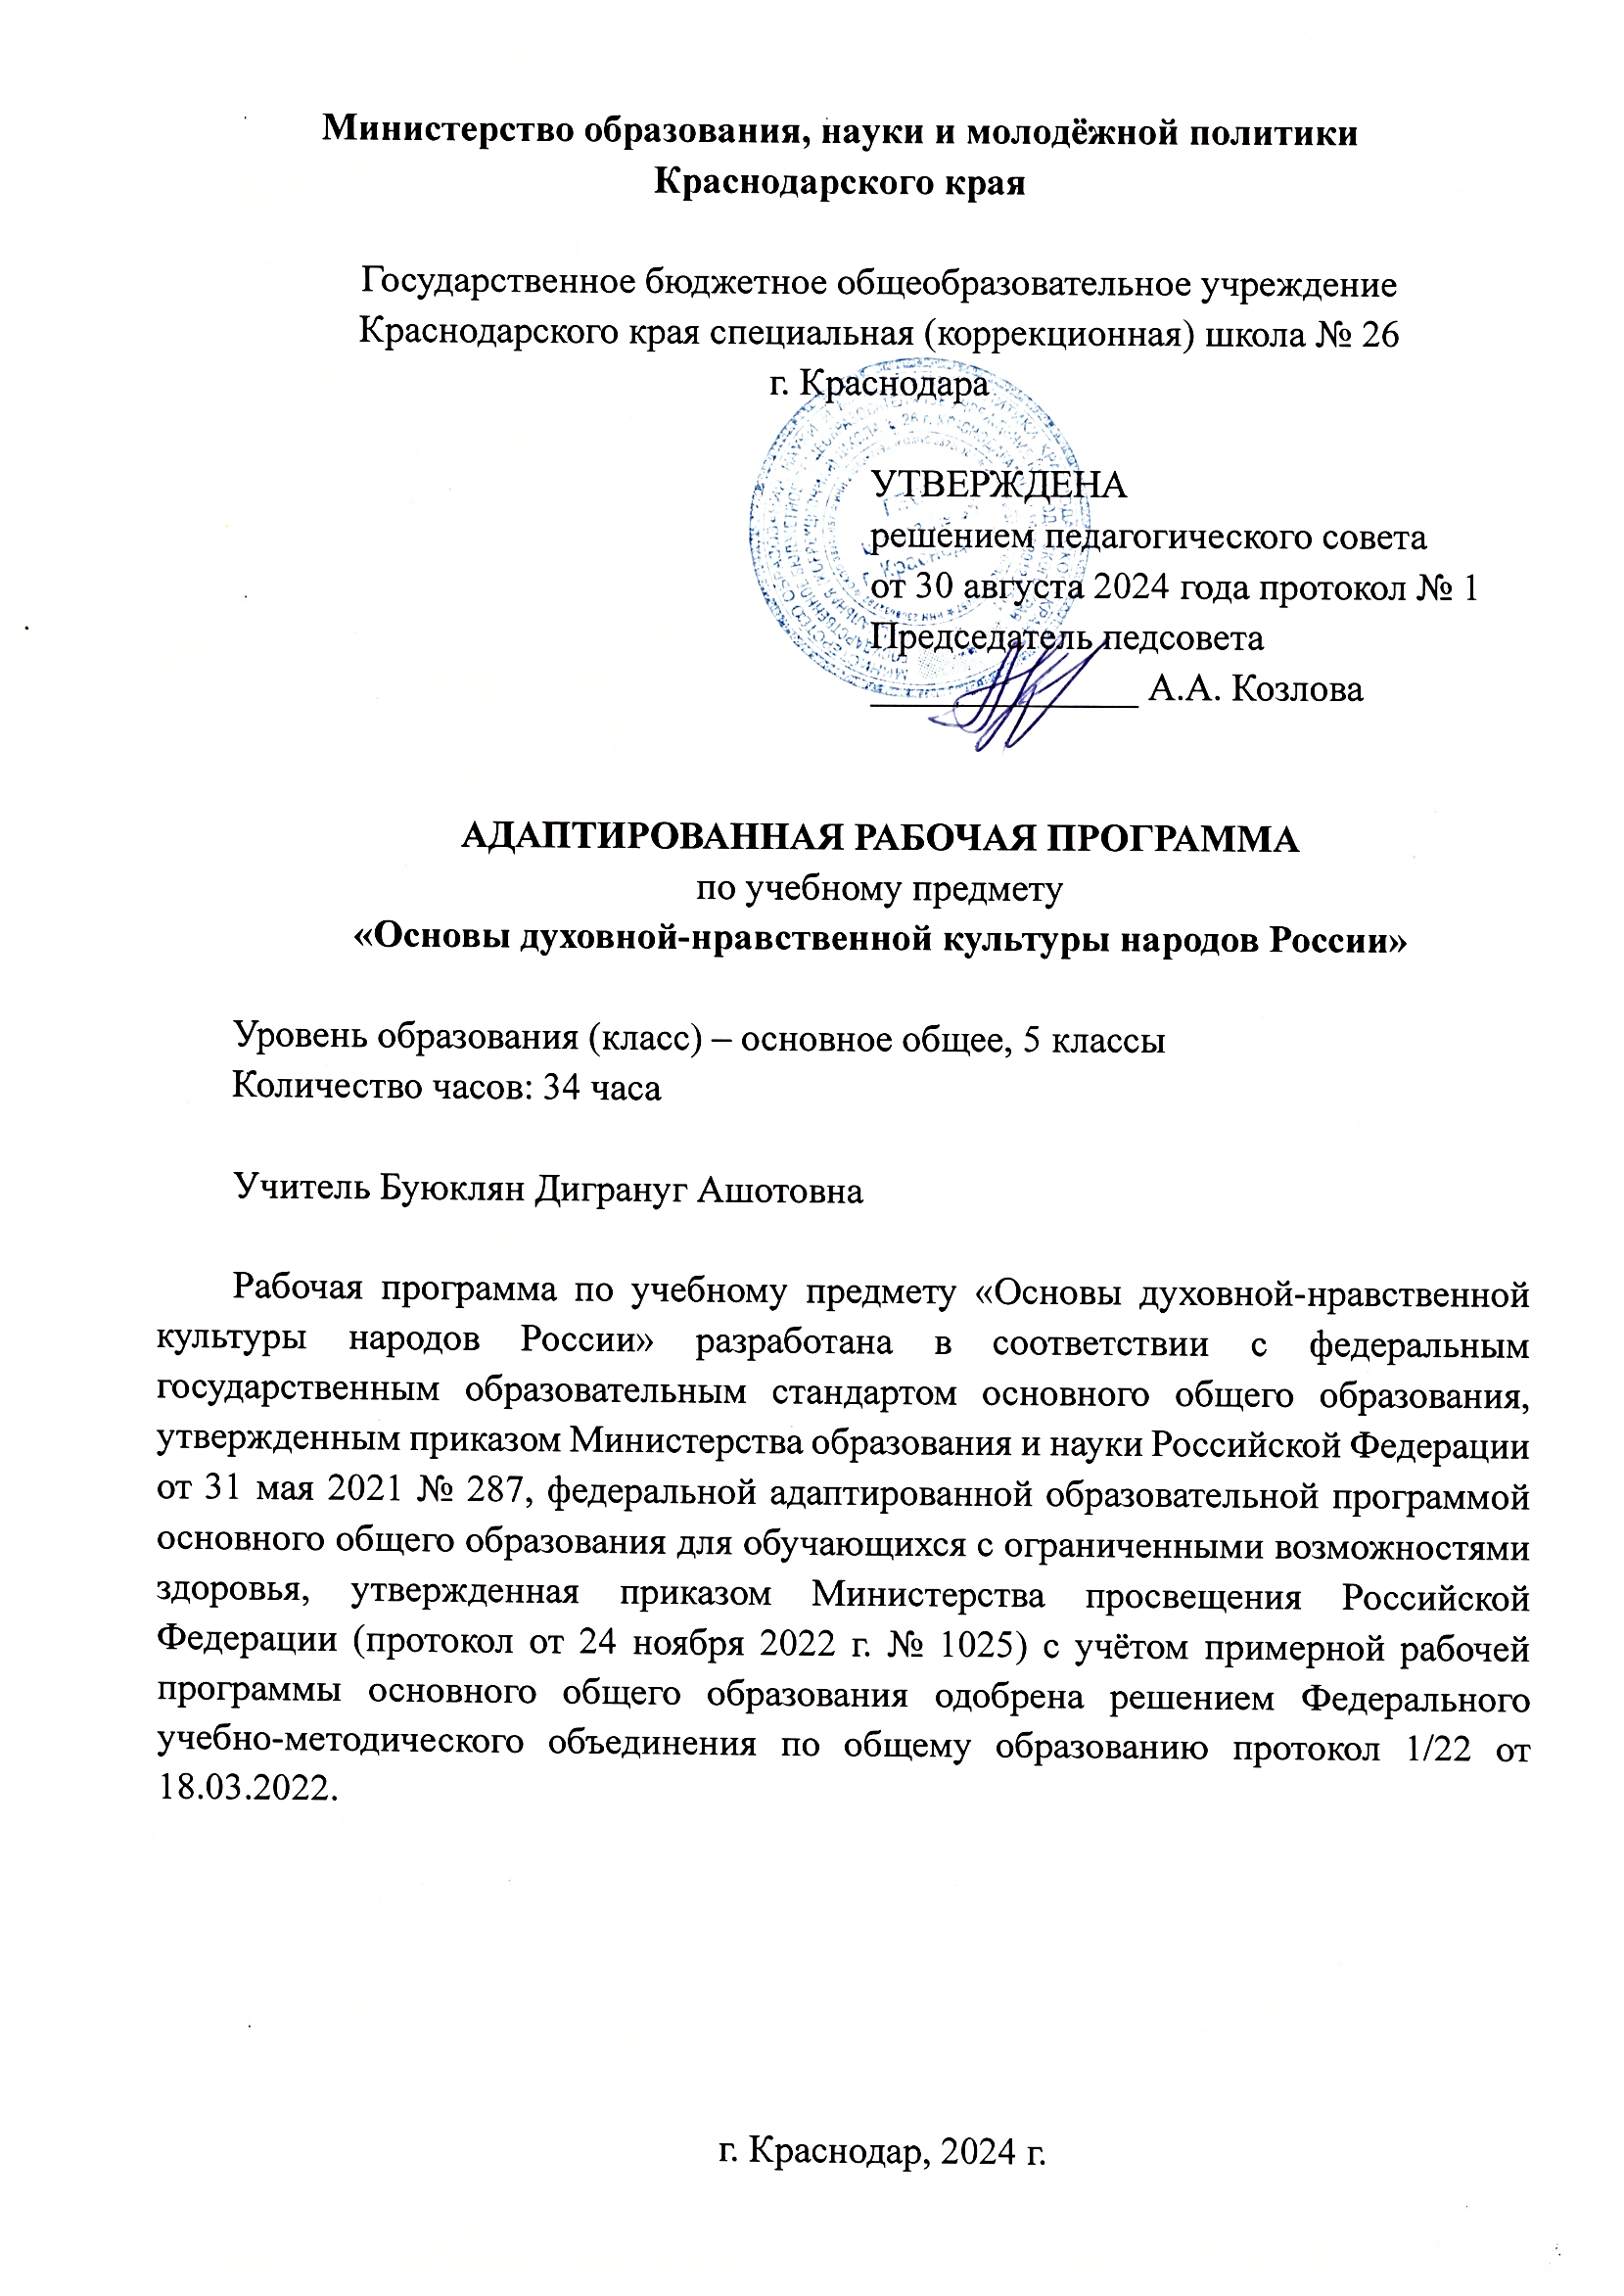 Министерство образования, науки и молодёжной политики
Краснодарского края
Государственное бюджетное общеобразовательное учреждение
Краснодарского края специальная (коррекционная) школа № 26
г. Краснодара
УТВЕРЖДЕНА
решением педагогического совета
от 30 августа 2024 года протокол № 1
Председатель педсовета
А.А. Козлова
АДАПТИРОВАННАЯ РАБОЧАЯ ПРОГРАММА
по учебному предмету
«Основы духовной-нравственной культуры народов России»
Уровень образования (класс) – основное общее, 5 классы
Количество часов: 34 часа
Учитель Буюклян Дигрануг Ашотовна
Рабочая программа по учебному предмету «Основы духовной-нравственной
культуры народов России» разработана в соответствии с федеральным
государственным образовательным стандартом основного общего образования,
утвержденным приказом Министерства образования и науки Российской Федерации
от 31 мая 2021 № 287, федеральной адаптированной образовательной программой
основного общего образования для обучающихся с ограниченными возможностями
здоровья, утвержденная приказом Министерства просвещения Российской
Федерации (протокол от 24 ноября 2022 г. № 1025) с учётом примерной рабочей
программы основного общего образования одобрена решением Федерального
учебно-методического объединения по общему образованию протокол 1/22 от
18.03.2022.
г. Краснодар, 2024 г.